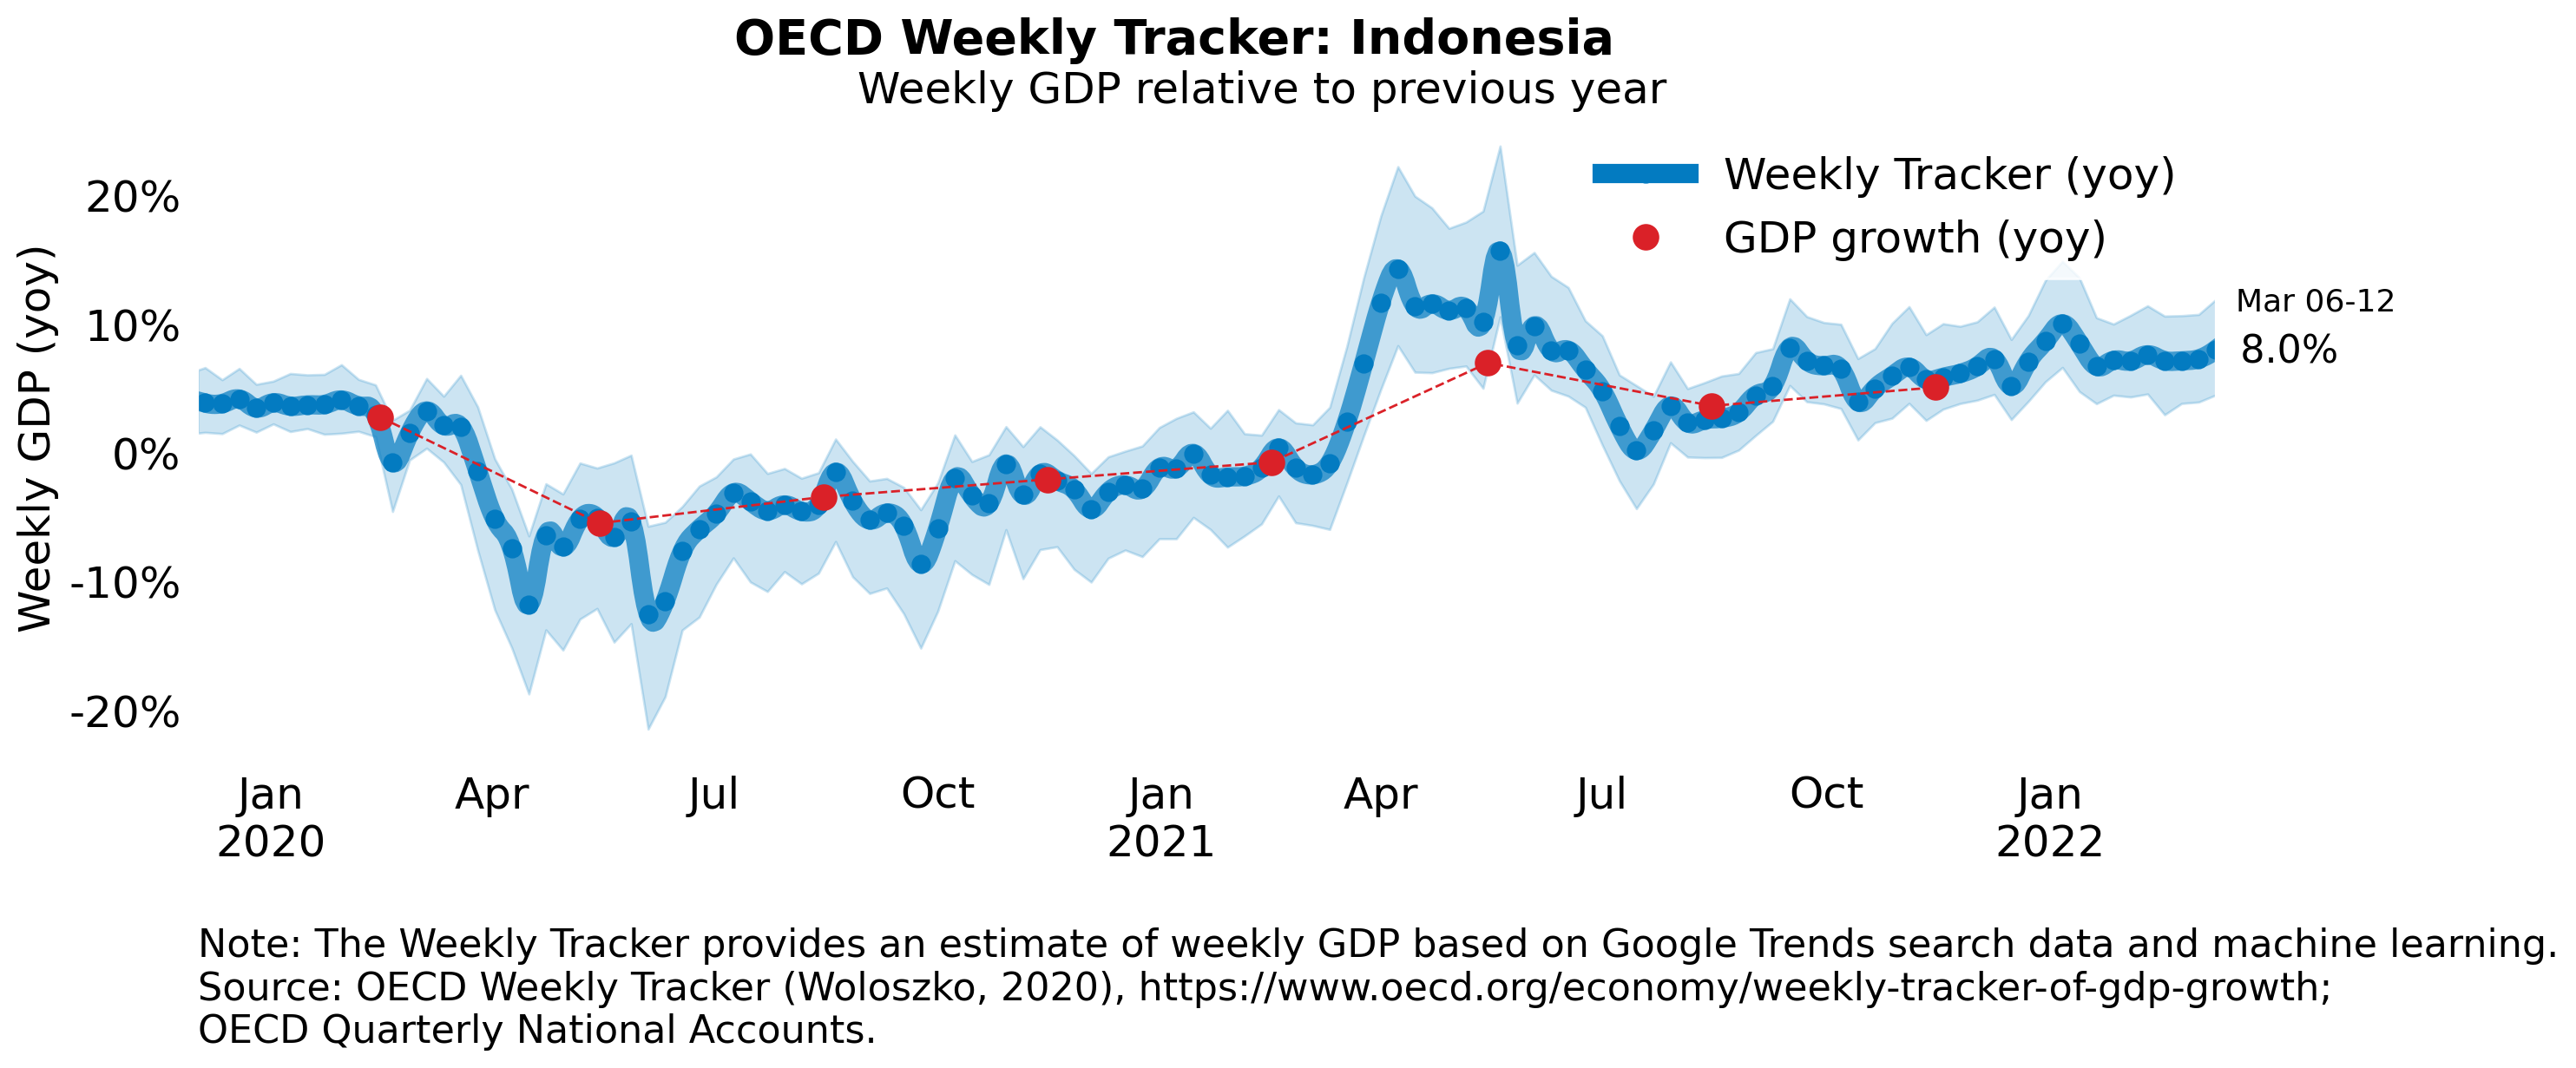 OECD Weekly Tracker: Indonesia
Weekly GDP relative to previous year
Weekly Tracker (yoy)
GDP growth (yoy)
Weekly GDP (yoy)
20%
10%
0%
-10%
-20%
Mar 06-12
8.0%
Jan Apr Jul Oct Jan Apr Jul Oct Jan
2020 2021 2022
Note: The Weekly Tracker provides an estimate of weekly GDP based on Google Trends search data and machine learning.
Source: OECD Weekly Tracker (Woloszko, 2020), https://www.oecd.org/economy/weekly-tracker-of-gdp-growth;
OECD Quarterly National Accounts.